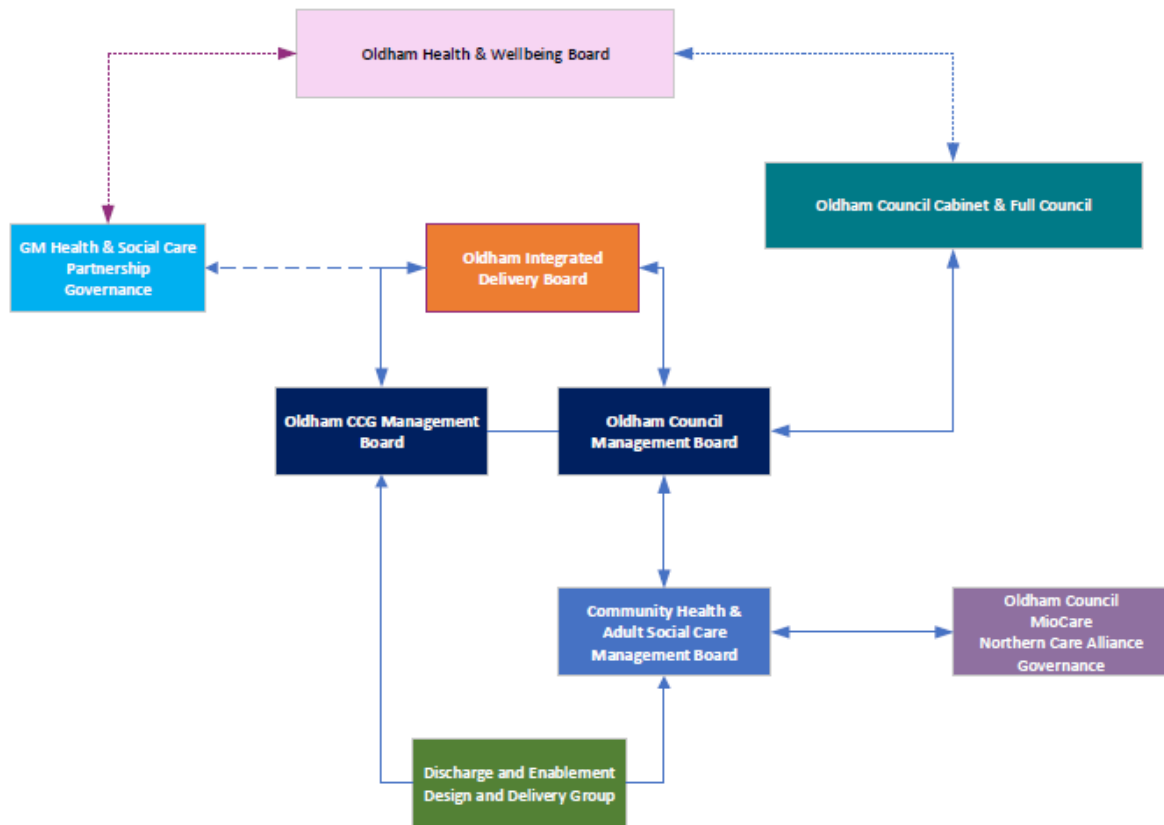 Oldham Health & Wellbeing Board
Oldham Council Cabinet & Full Council
GM Health & Social Care
Partnership
Governance
Oldham Integrated
Delivery Board
Oldham CCG Management
Board
Oldham Council
Management Board
Community Health &
Adult Social Care
Management Board
Oldham Council
MioCare
Northern Care Alliance
Governance
Discharge and Enablement
Design and Delivery Group